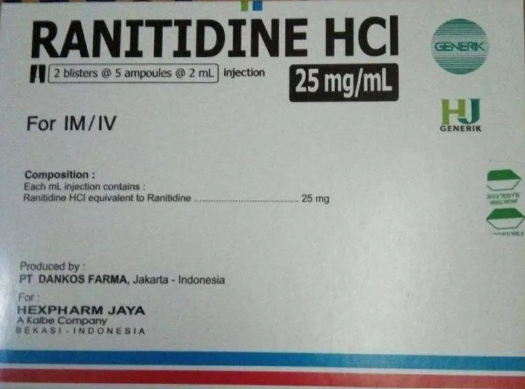 RANITIDINE HCl
GENERIK
2 blisters @ 5 ampoules @ 2 mL injection
25 mg/mL
HJ
GENERIK
For IM/IV
Composition :
Each mL injection contains :
Ranitidine HCl equivalent to Ranitidine ................................ 25 mg
Produced by :
PT DANKOS FARMA, Jakarta - Indonesia
For :
HEXPHARM JAYA
A Kalbe Company
BEKASI - INDONESIA